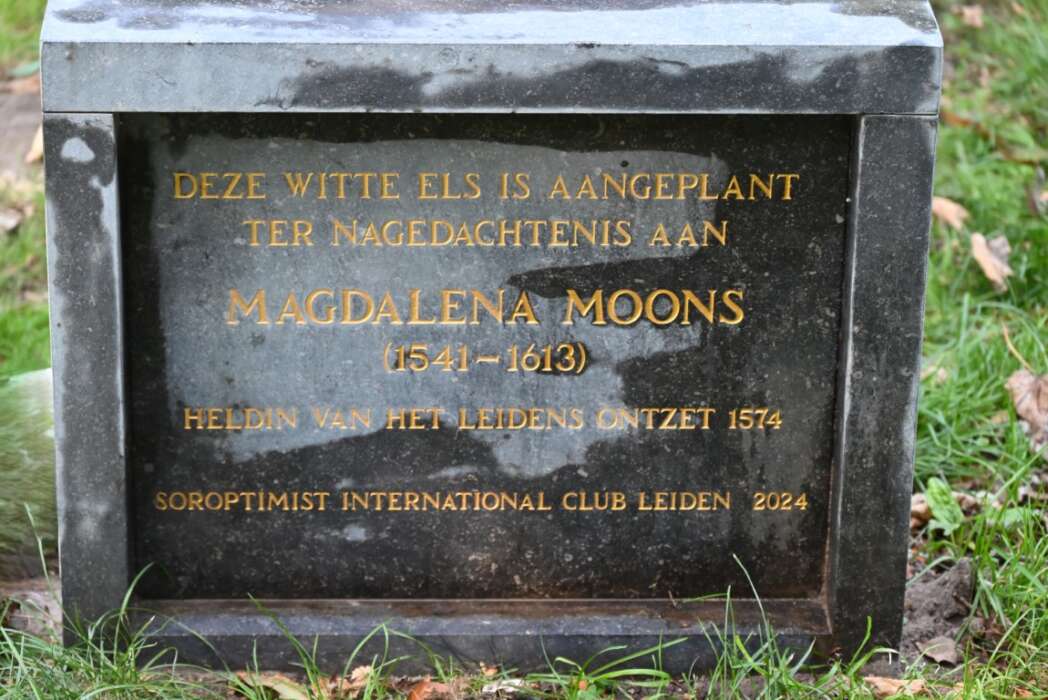 DEZE WITTE ELS IS AANGEPLANT
TER NAGEDACHTENIS AAN
MAGDALENA MOONS
(1541–1613)
HELDIN VAN HET LEIDENS ONTZET 1574
SOROPTIMIST INTERNATIONAL CLUB LEIDEN 2024